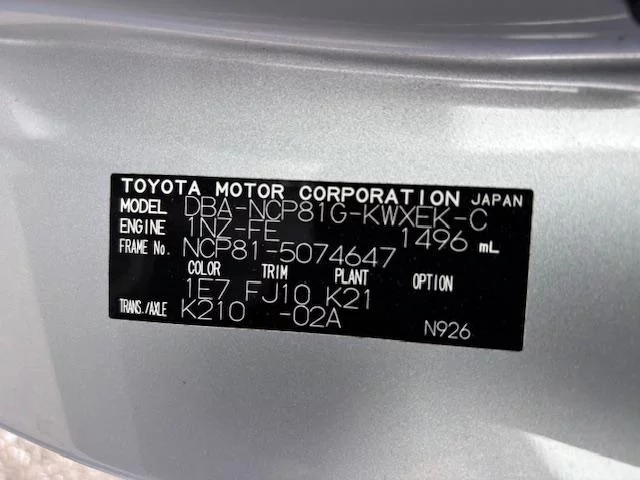 TOYOTA MOTOR CORPORATION JAPAN
MODEL DBA-NCP81G-KWXEK-C
ENGINE 1NZ-FE 1496 mL
FRAME No. NCP81-5074647
COLOR TRIM PLANT OPTION
1E7 FJ10 K21
TRANS./AXLE K210 -02A
N926